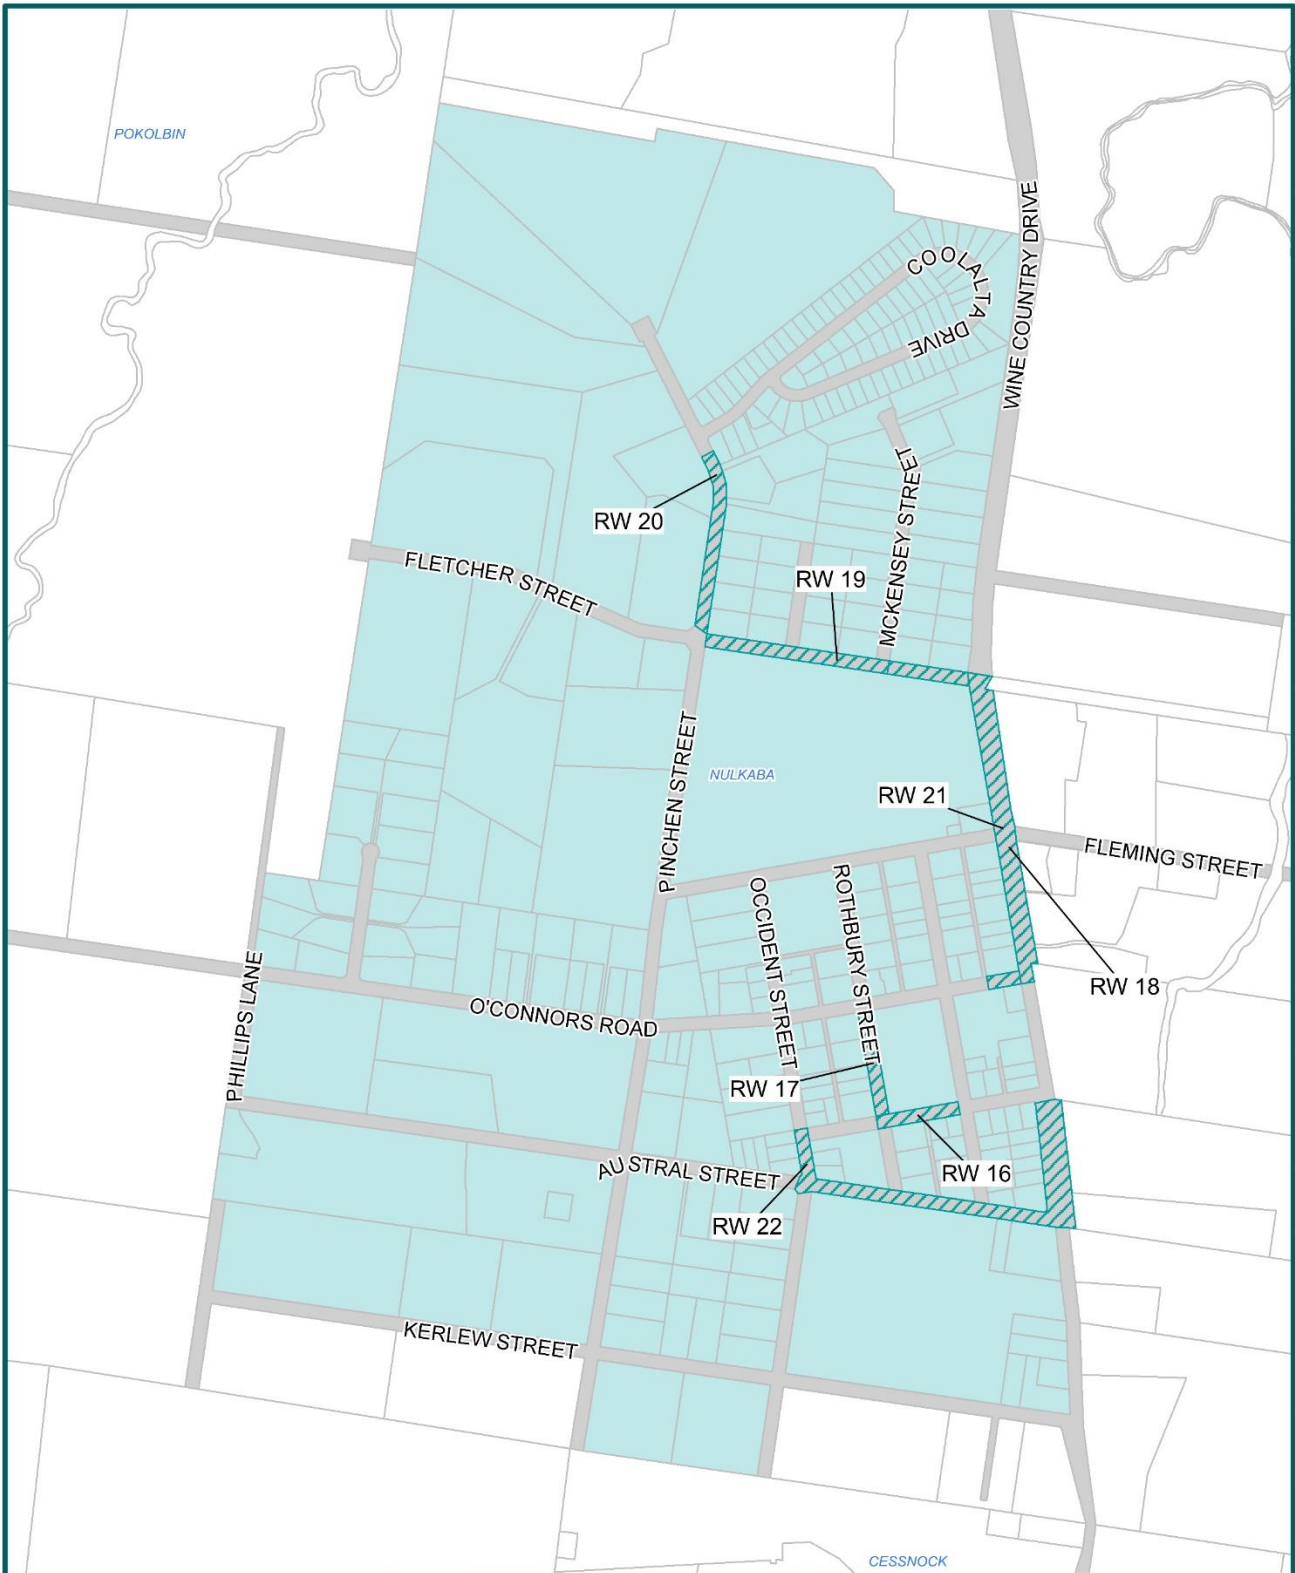 POKOLBIN
COOLALTA DRIVE
WINE COUNTRY DRIVE
MCKENSEY STREET
RW 20
FLETCHER STREET
RW 19
PINCHEN STREET
NULKABA
RW 21
FLEMING STREET
OCCIDENT STREET
ROTHBURY STREET
RW 18
PHILLIPS LANE
O'CONNORS ROAD
RW 17
AUSTRAL STREET
RW 16
RW 22
KERLEW STREET
CESSNOCK